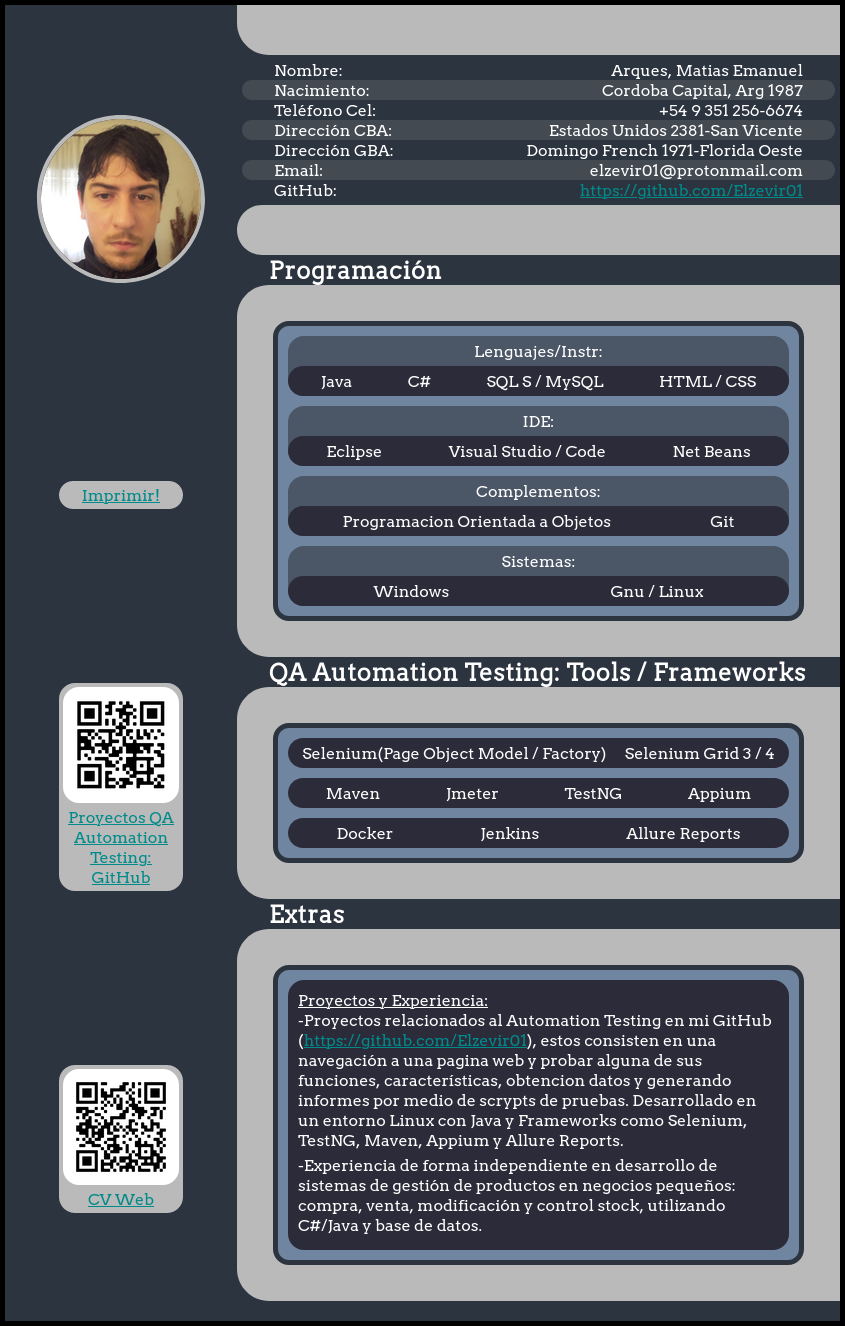 Nombre: Arques, Matias Emanuel
Nacimiento: Cordoba Capital, Arg 1987
Teléfono Cel: +54 9 351 256-6674
Dirección CBA: Estados Unidos 2381-San Vicente
Dirección GBA: Domingo French 1971-Florida Oeste
Email: elzevir01@protonmail.com
GitHub: https://github.com/Elzevir01
Programación
Lenguajes/Instr:
Java C# SQL S / MySQL HTML / CSS
IDE:
Eclipse Visual Studio / Code Net Beans
Complementos:
Programacion Orientada a Objetos Git
Sistemas:
Windows Gnu / Linux
Imprimir!
QA Automation Testing: Tools / Frameworks
Selenium(Page Object Model / Factory) Selenium Grid 3 / 4
Maven Jmeter TestNG Appium
Docker Jenkins Allure Reports
Proyectos QA
Automation
Testing:
GitHub
Extras
Proyectos y Experiencia:
-Proyectos relacionados al Automation Testing en mi GitHub
(https://github.com/Elzevir01), estos consisten en una
navegación a una pagina web y probar alguna de sus
funciones, características, obtencion datos y generando
informes por medio de scrypts de pruebas. Desarrollado en
un entorno Linux con Java y Frameworks como Selenium,
TestNG, Maven, Appium y Allure Reports.
-Experiencia de forma independiente en desarrollo de
sistemas de gestión de productos en negocios pequeños:
compra, venta, modificación y control stock, utilizando
C#/Java y base de datos.
CV Web